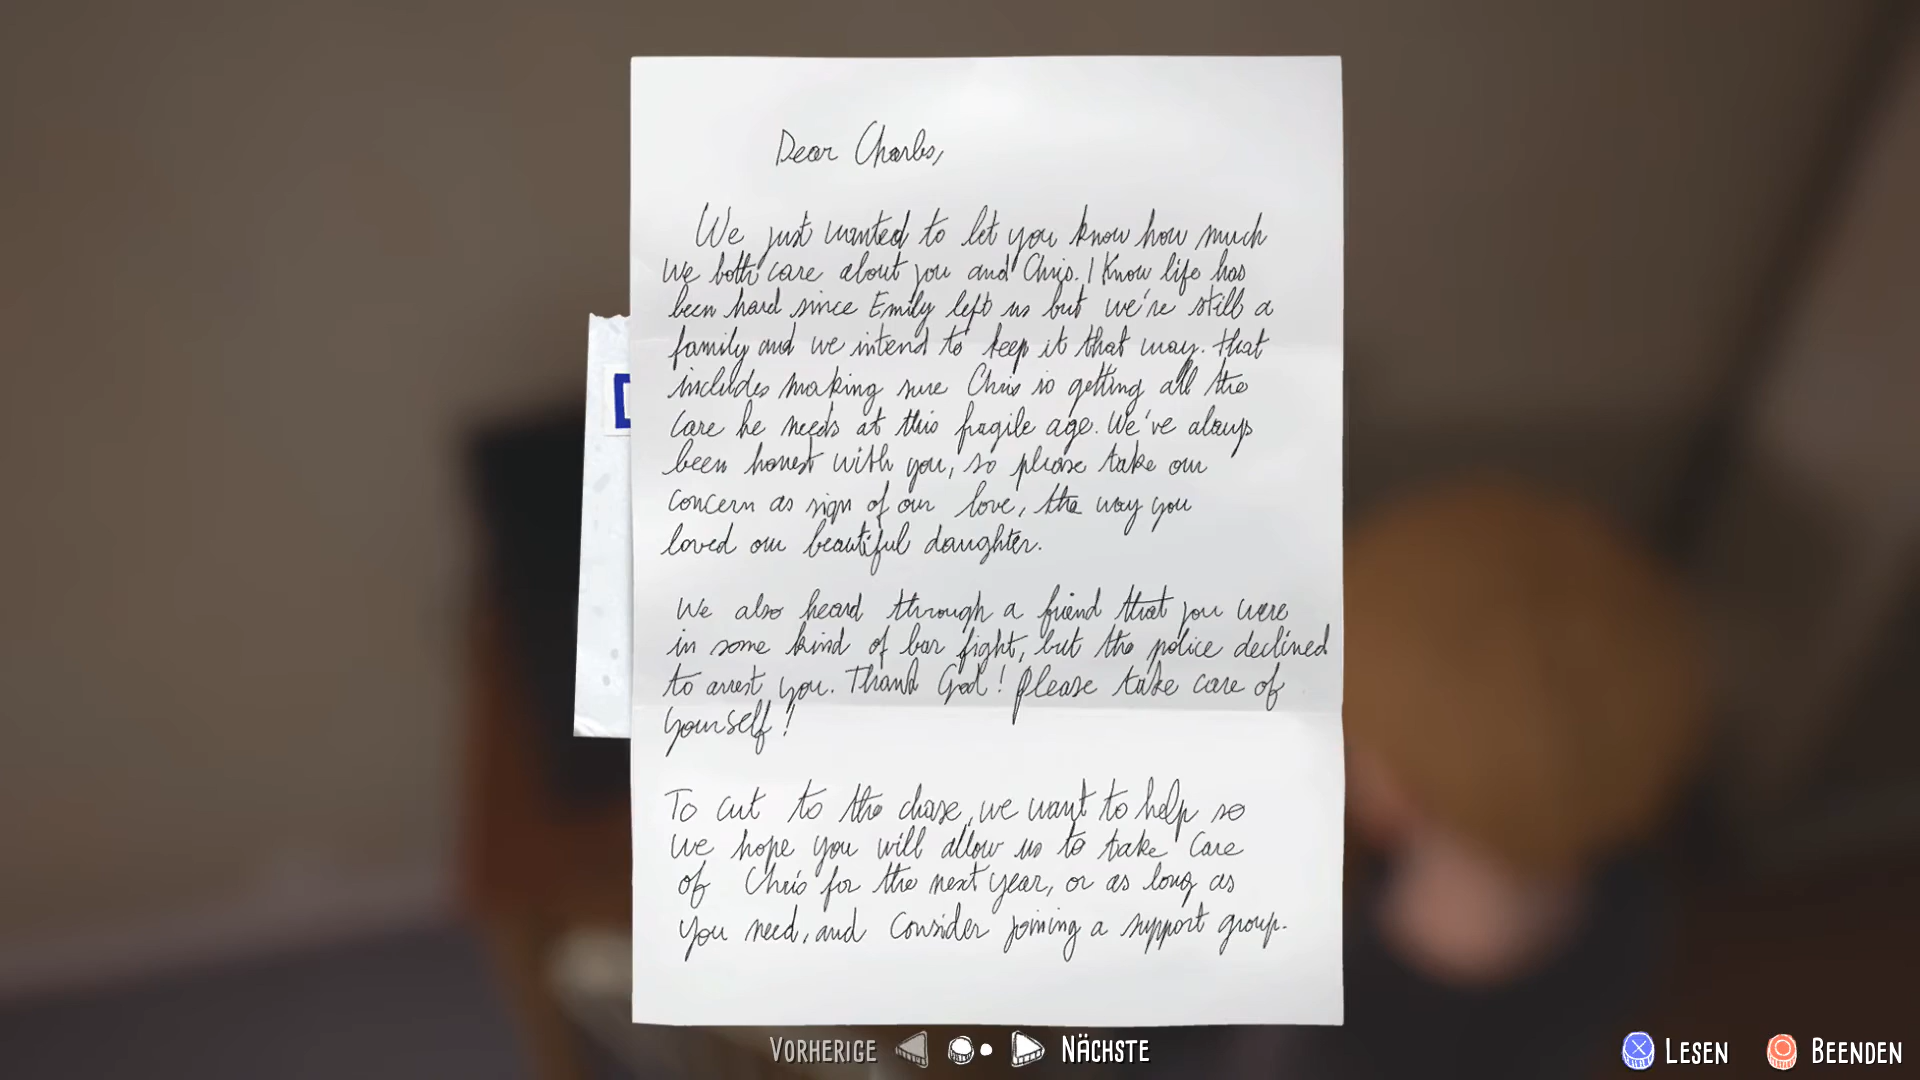 Dear Charles,
We just wanted to let you know how much
we both care about you and Chris. I know life has
been hard since Emily left us but we're still a
family and we intend to keep it that way. that
includes making sure Chris is getting all the
care he needs at this fragile age. We've always
been honest with you, so please take our
concern as sign of our love, the way you
loved our beautiful daughter.
We also heard through a friend that you were
in some kind of bar fight, but the police declined
to arrest you. Thank God! please take care of
yourself!
To cut to the chase, we want to help so
we hope you will allow us to take care
of Chris for the next year, or as long as
you need, and consider joining a support group.
VORHERIGE NÄCHSTE LESEN BEENDEN